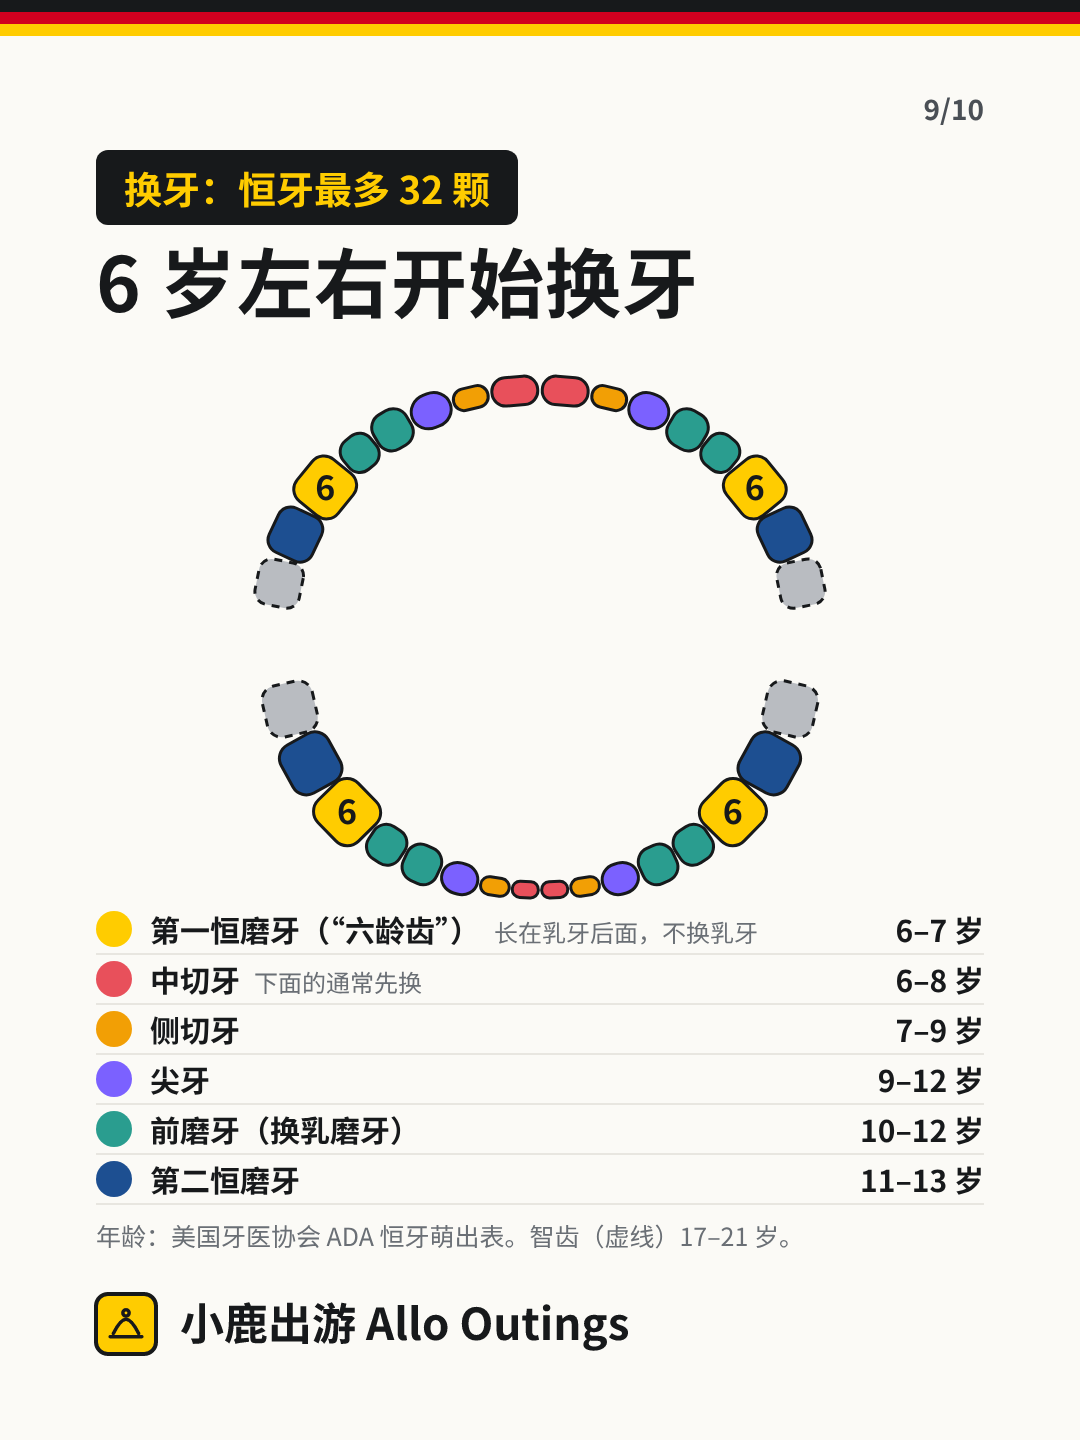 9/10
换牙：恒牙最多 32 颗
6 岁左右开始换牙
6 6
6 6
第一恒磨牙（“六龄齿”） 长在乳牙后面，不换乳牙 6–7 岁
中切牙 下面的通常先换 6–8 岁
侧切牙 7–9 岁
尖牙 9–12 岁
前磨牙（换乳磨牙） 10–12 岁
第二恒磨牙 11–13 岁
年龄：美国牙医协会 ADA 恒牙萌出表。智齿（虚线）17–21 岁。
小鹿出游 Allo Outings